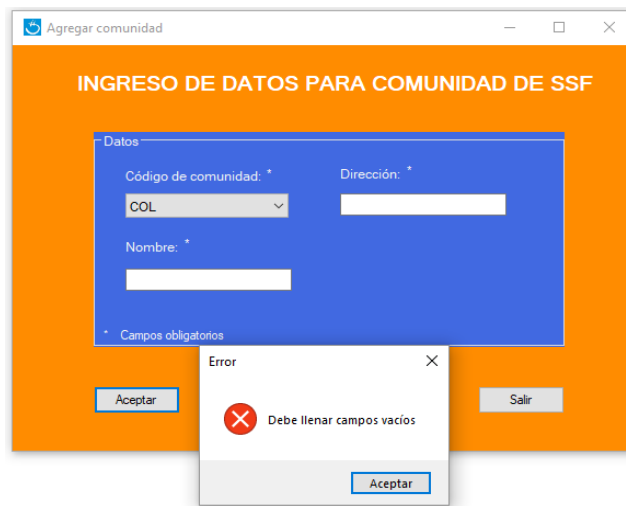 Agregar comunidad
INGRESO DE DATOS PARA COMUNIDAD DE SSF
Datos
Código de comunidad: *
Dirección: *
COL
Nombre: *
* Campos obligatorios
Error
Aceptar
Salir
Debe llenar campos vacíos
Aceptar